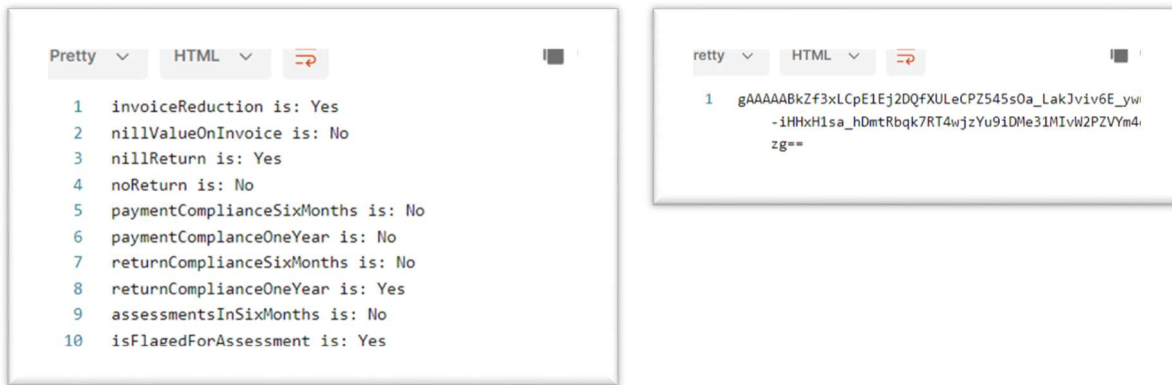 Pretty HTML
1 invoiceReduction is: Yes
2 nillValueOnInvoice is: No
3 nillReturn is: Yes
4 noReturn is: No
5 paymentComplianceSixMonths is: No
6 paymentComplanceOneYear is: No
7 returnComplianceSixMonths is: No
8 returnComplianceOneYear is: Yes
9 assessmentsInSixMonths is: No
10 isFlagedForAssessment is: Yes
retty HTML
1 gAAAAABkZf3xLCpE1Ej2DQfXULeCPZ545sOa_LakJviv6E_yw
-iHHxH1sa_hDmtRbqk7RT4wjzYu9iDMe31MIvW2PZVYm4
zg==